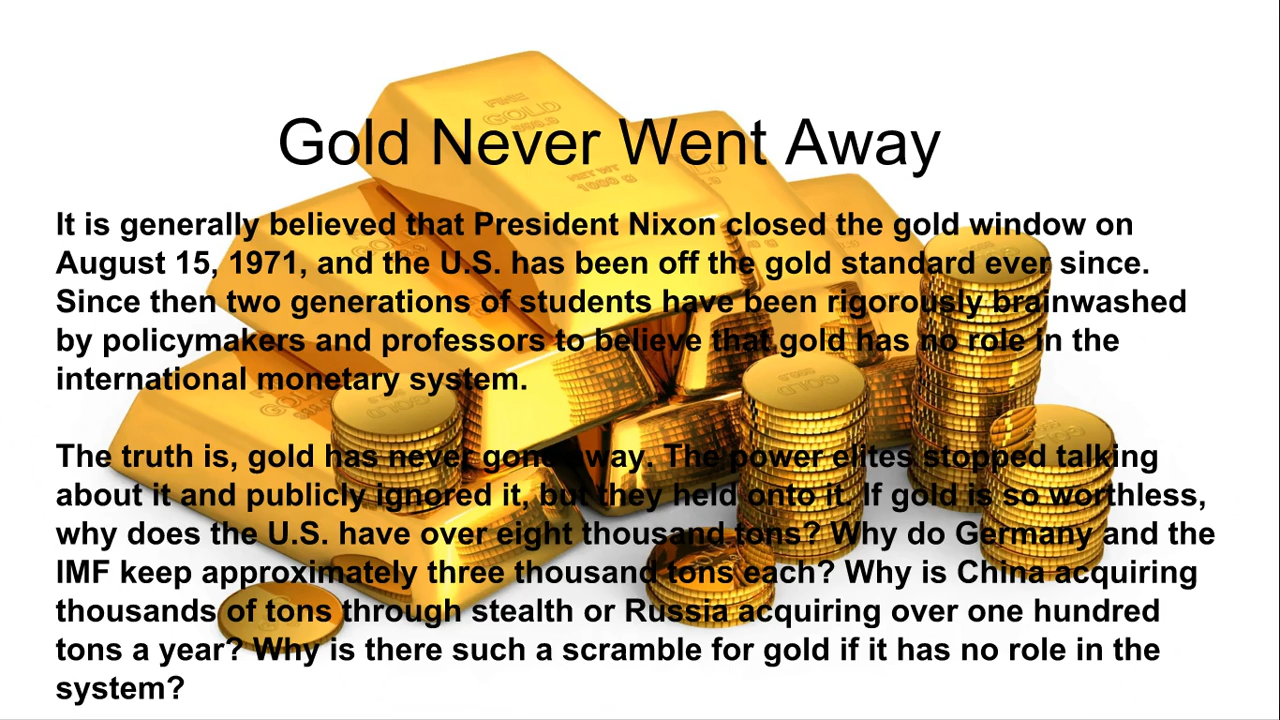 Gold Never Went Away
It is generally believed that President Nixon closed the gold window on
August 15, 1971, and the U.S. has been off the gold standard ever since.
Since then two generations of students have been rigorously brainwashed
by policymakers and professors to believe that gold has no role in the
international monetary system.
The truth is, gold has never gone away. The power elites stopped talking
about it and publicly ignored it, but they held onto it. If gold is so worthless,
why does the U.S. have over eight thousand tons? Why do Germany and the
IMF keep approximately three thousand tons each? Why is China acquiring
thousands of tons through stealth or Russia acquiring over one hundred
tons a year? Why is there such a scramble for gold if it has no role in the
system?
FINE
GOLD
NET WT
1000 g